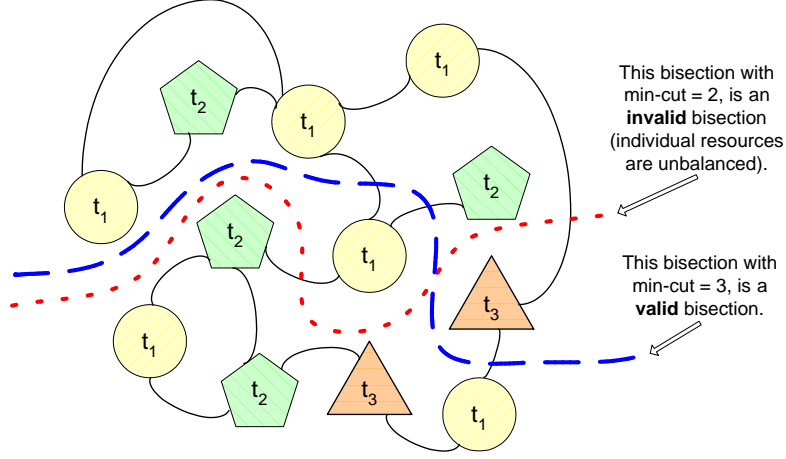 t1
t1
t2
t1
This bisection with
min-cut = 2, is an
invalid bisection
(individual resources
are unbalanced).
t1
t2
t2
t1
This bisection with
min-cut = 3, is a
valid bisection.
t3
t1
t2
t3
t1